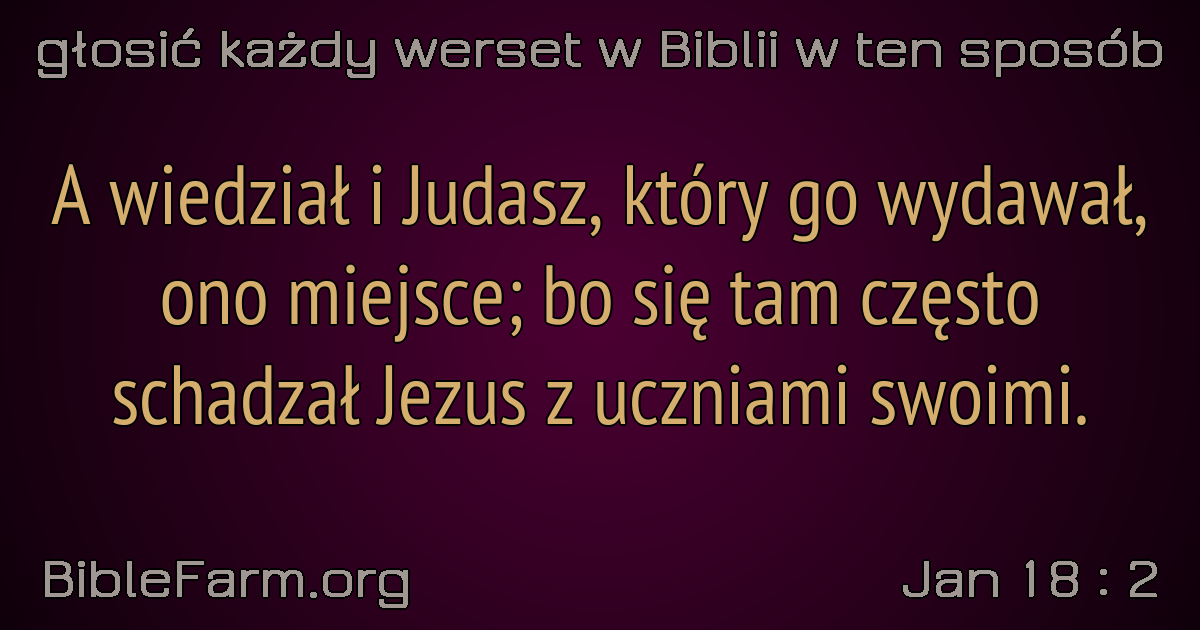 głosić każdy werset w Biblii w ten sposób
A wiedział i Judasz, który go wydawał,
ono miejsce; bo się tam często
schadzał Jezus z uczniami swoimi.
BibleFarm.org
Jan 18 : 2